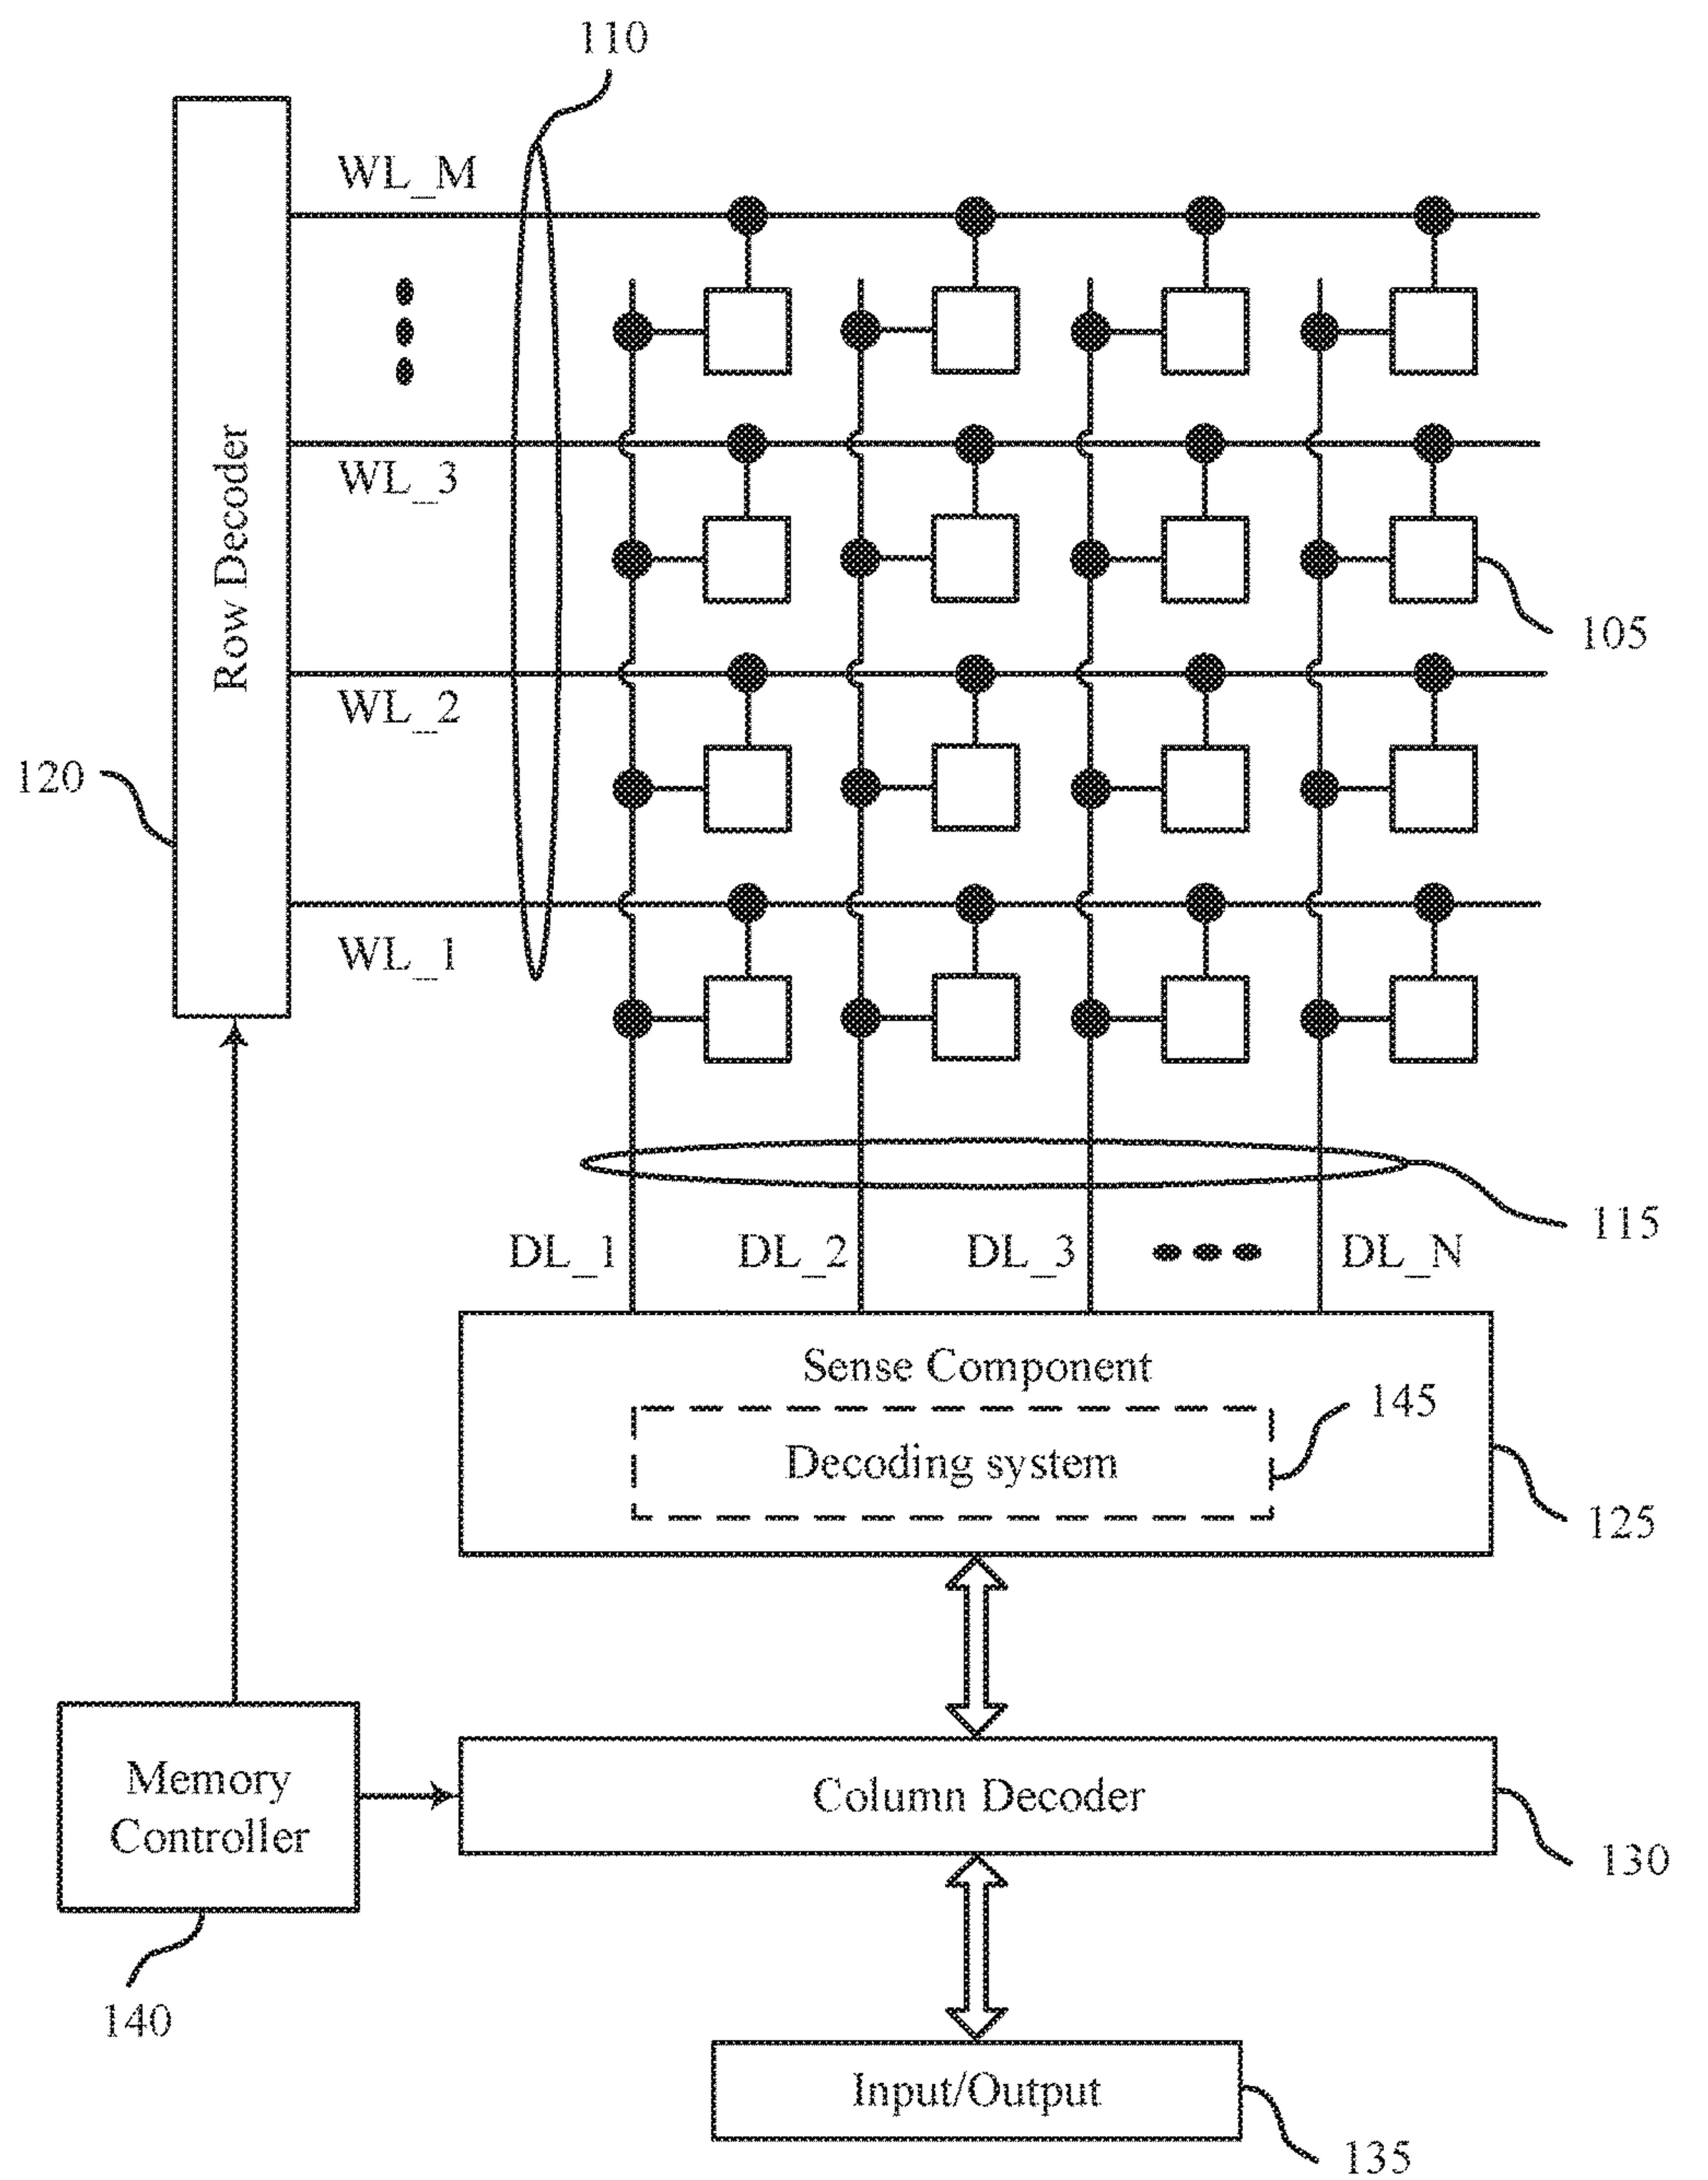 110
WL_M
WL_3
Row Decoder
105
WL_2
120
WL_1
115
DL_1 DL_2 DL_3 DL_N
Sense Component
145
Decoding system
125
Memory
Controller
Column Decoder
130
140
Input/Output
135